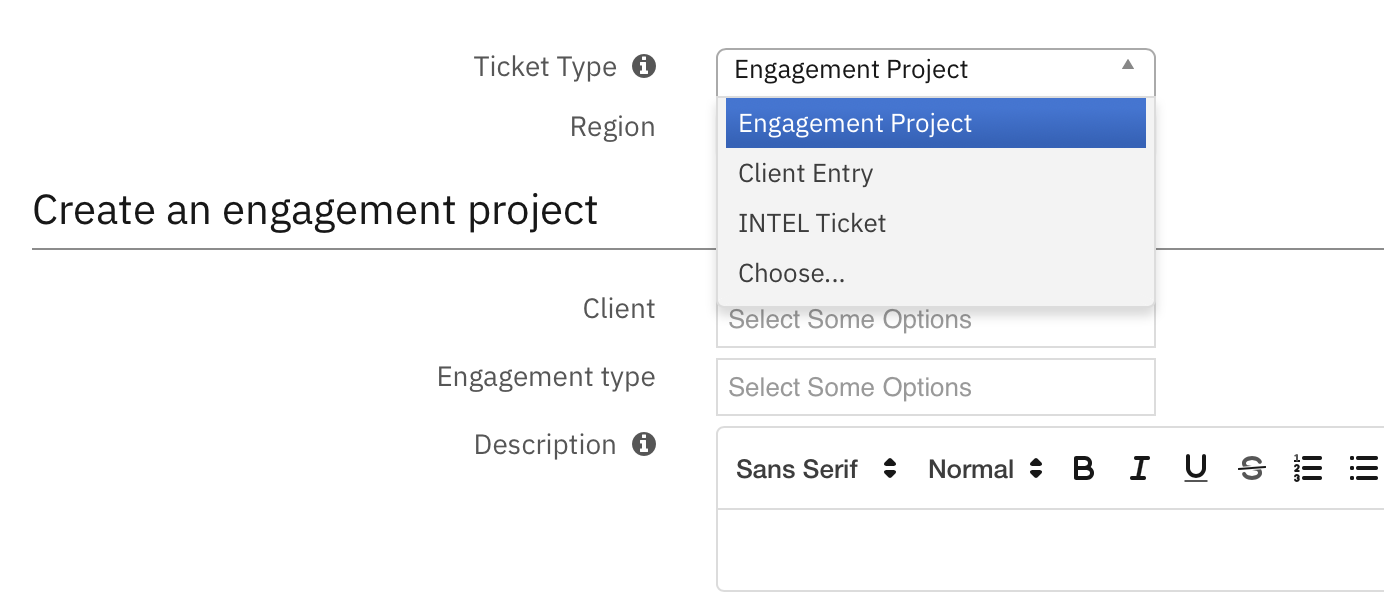 Ticket Type
Engagement Project
Engagement Project
Region
Client Entry
Create an engagement project
INTEL Ticket
Choose...
Client
Select Some Options
Engagement type
Select Some Options
Description
Sans Serif Normal B I U S